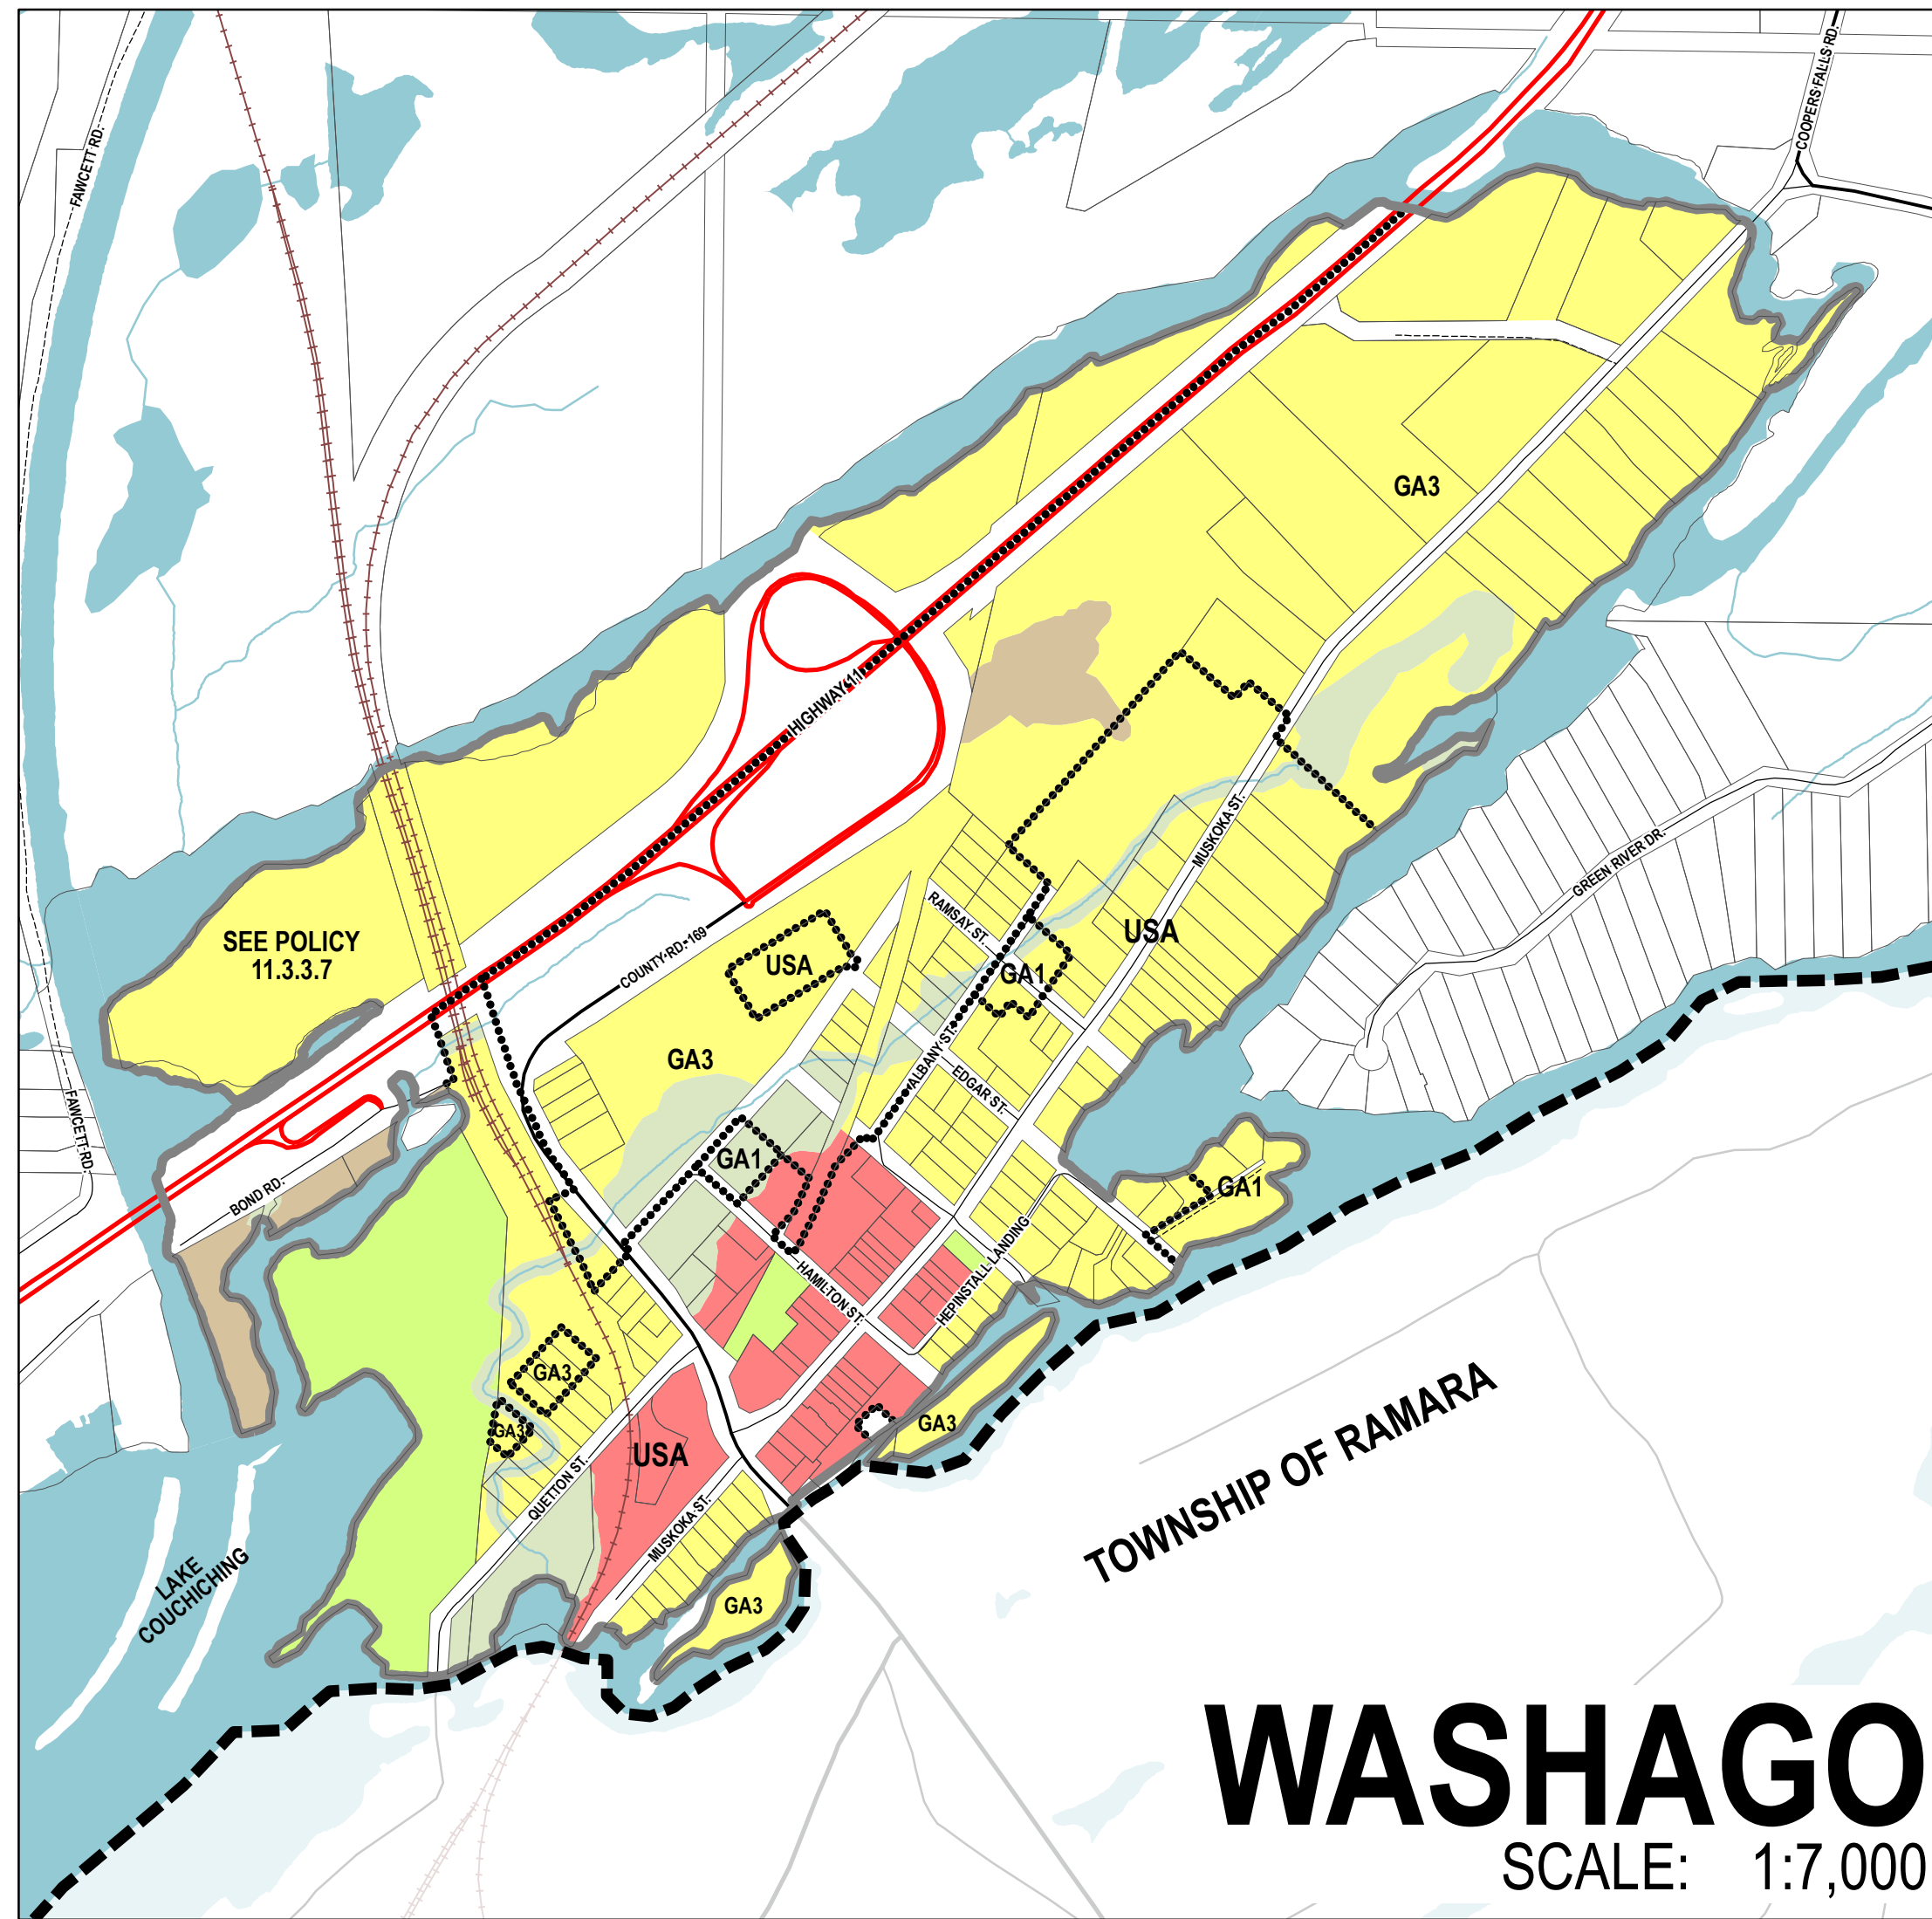 COOPERS FALLS RD.
FAWCETT RD.
GA3
HIGHWAY 11
MUSKOKA ST.
GREEN RIVER DR.
RAMSAY ST.
USA
SEE POLICY
11.3.3.7
COUNTY RD. 169
USA
GA1
GA3
ALBANY ST.
EDGAR ST.
FAWCETT RD.
BOND RD.
GA1
GA1
HEPINSTALL LANDING
HAMILTON ST.
GA3
GA3
GA3
USA
QUETTON ST.
MUSKOKA ST.
GA3
LAKE
COUCHICHING
TOWNSHIP OF RAMARA
WASHAGO
SCALE: 1:7,000